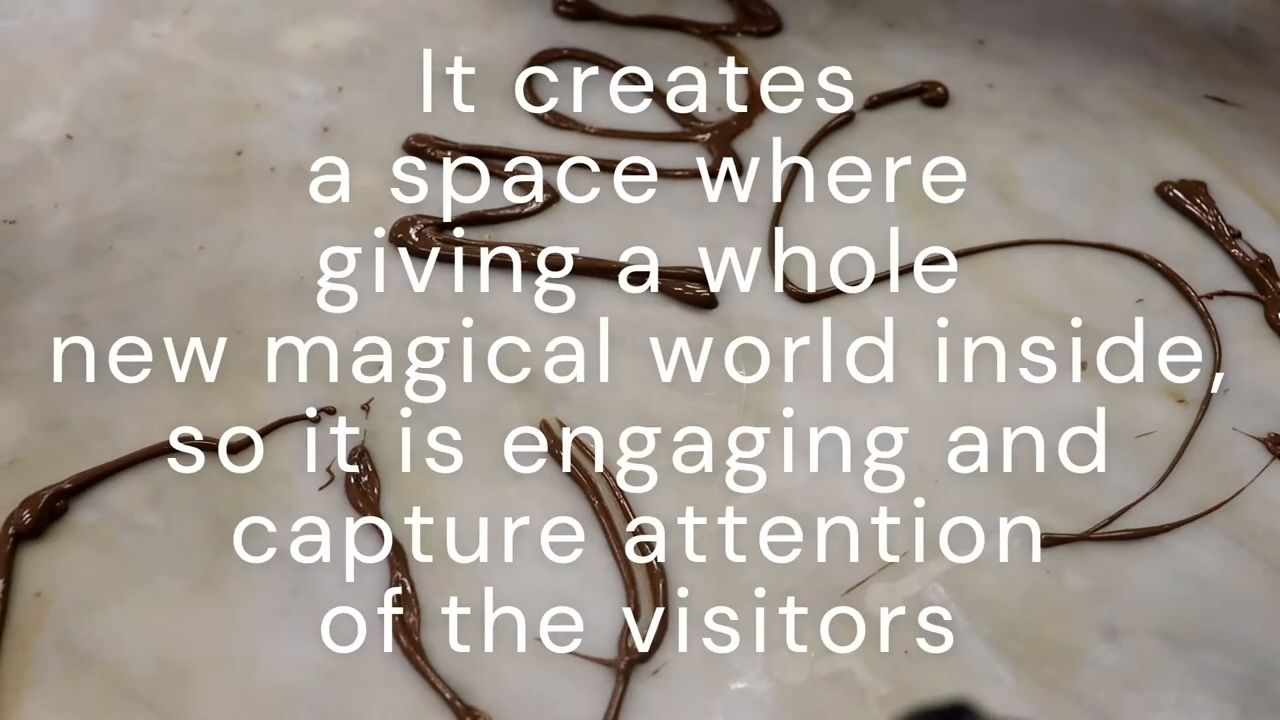 It creates
a space where
giving a whole
new magical world inside,
so it is engaging and
capture attention
of the visitors